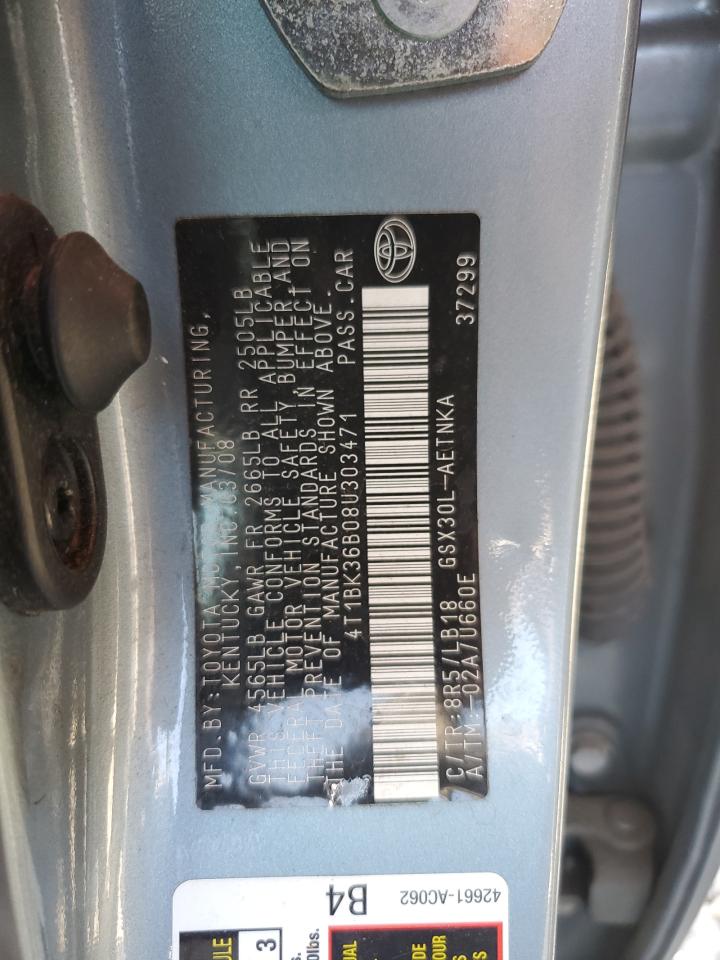 MFD. BY: TOYOTA MOTOR MANUFACTURING,
KENTUCKY INC. 03/08
GVWR 4565LB GAWR FR 2665LB RR 2505LB
THIS VEHICLE CONFORMS TO ALL APPLICABLE
FEDERAL MOTOR VEHICLE SAFETY, BUMPER, AND
THEFT PREVENTION STANDARDS IN EFFECT ON
THE DATE OF MANUFACTURE SHOWN ABOVE.
4T1BK36B08U303471 PASS. CAR
C/TR: 8R5/LB18 GSX30L-AETNKA
A/TM: -02A/U660E 37299
B4
42661-AC062
3